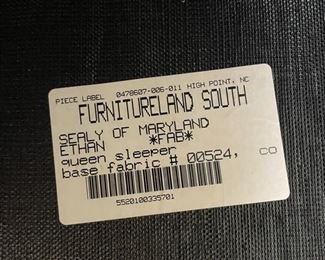 PIECE LABEL 0478607-006-011 HIGH POINT, NC
FURNITURELAND SOUTH
SEALY OF MARYLAND
ETHAN *FAB*
queen sleeper
base fabric # 00524, CO
5520100335701